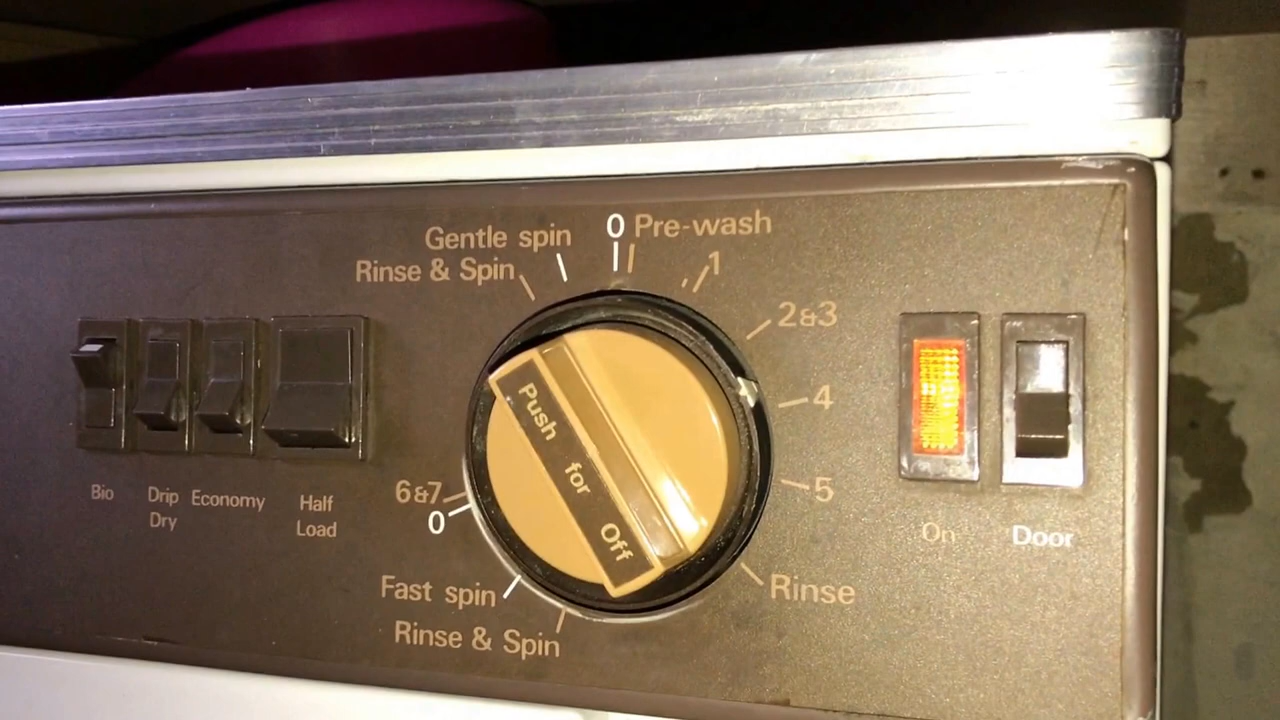 Gentle spin
0 Pre-wash
Rinse & Spin
1
2&3
4
5
Rinse
Push for Off
6&7
0
Fast spin
Rinse & Spin
Bio
Drip
Dry
Economy
Half
Load
On
Door